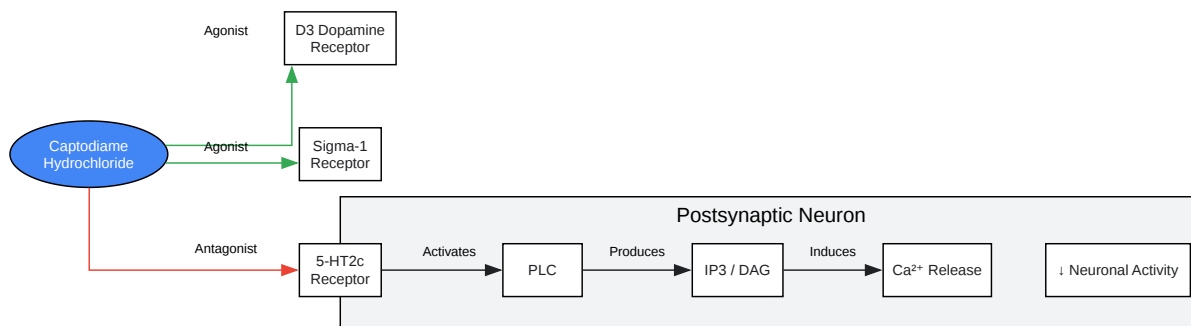 Agonist
D3 Dopamine
Receptor
Captodiame
Hydrochloride
Agonist
Sigma-1
Receptor
Postsynaptic Neuron
Antagonist
5-HT2c
Receptor
Activates
PLC
Produces
IP3 / DAG
Induces
Ca²⁺ Release
↓ Neuronal Activity